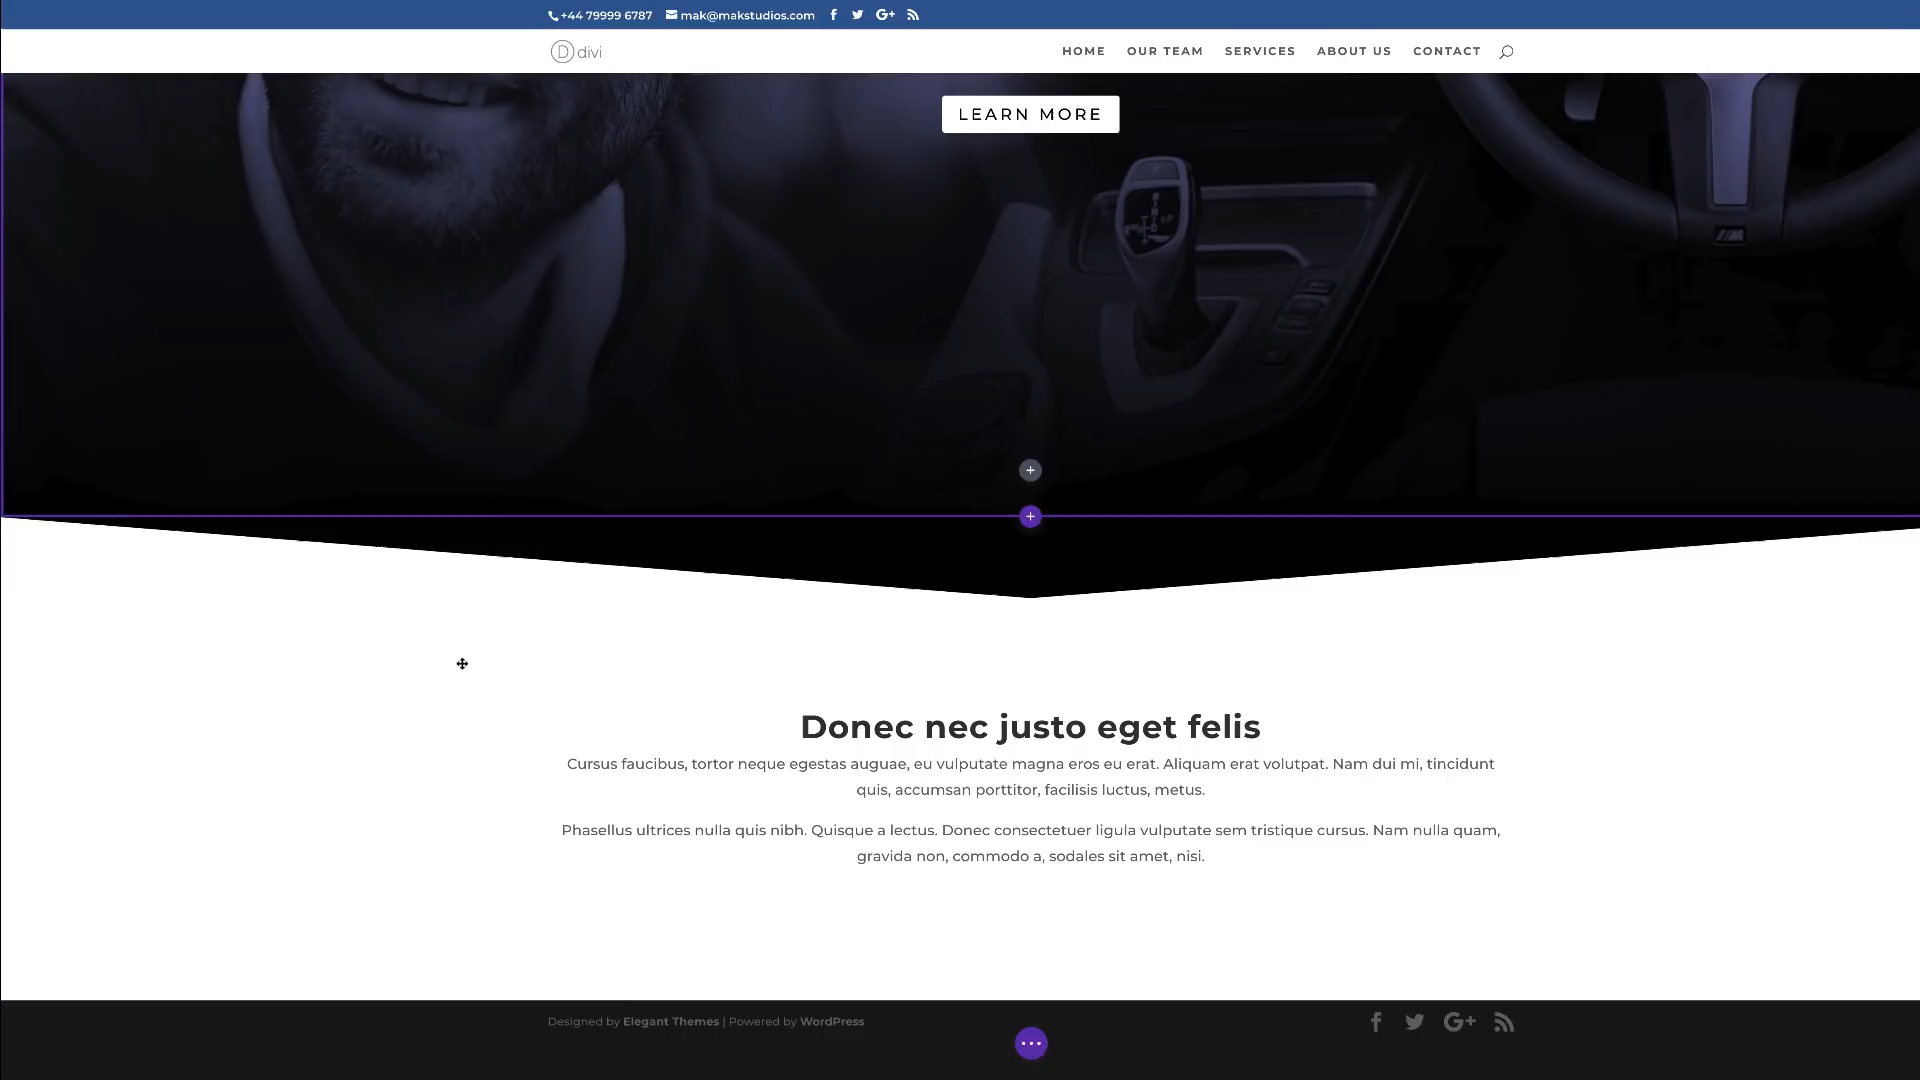 +44 79999 6787 mak@makstudios.com
D divi HOME OUR TEAM SERVICES ABOUT US CONTACT
LEARN MORE
Donec nec justo eget felis
Cursus faucibus, tortor neque egestas auguae, eu vulputate magna eros eu erat. Aliquam erat volutpat. Nam dui mi, tincidunt
quis, accumsan porttitor, facilisis luctus, metus.
Phasellus ultrices nulla quis nibh. Quisque a lectus. Donec consectetuer ligula vulputate sem tristique cursus. Nam nulla quam,
gravida non, commodo a, sodales sit amet, nisi.
Designed by Elegant Themes | Powered by WordPress